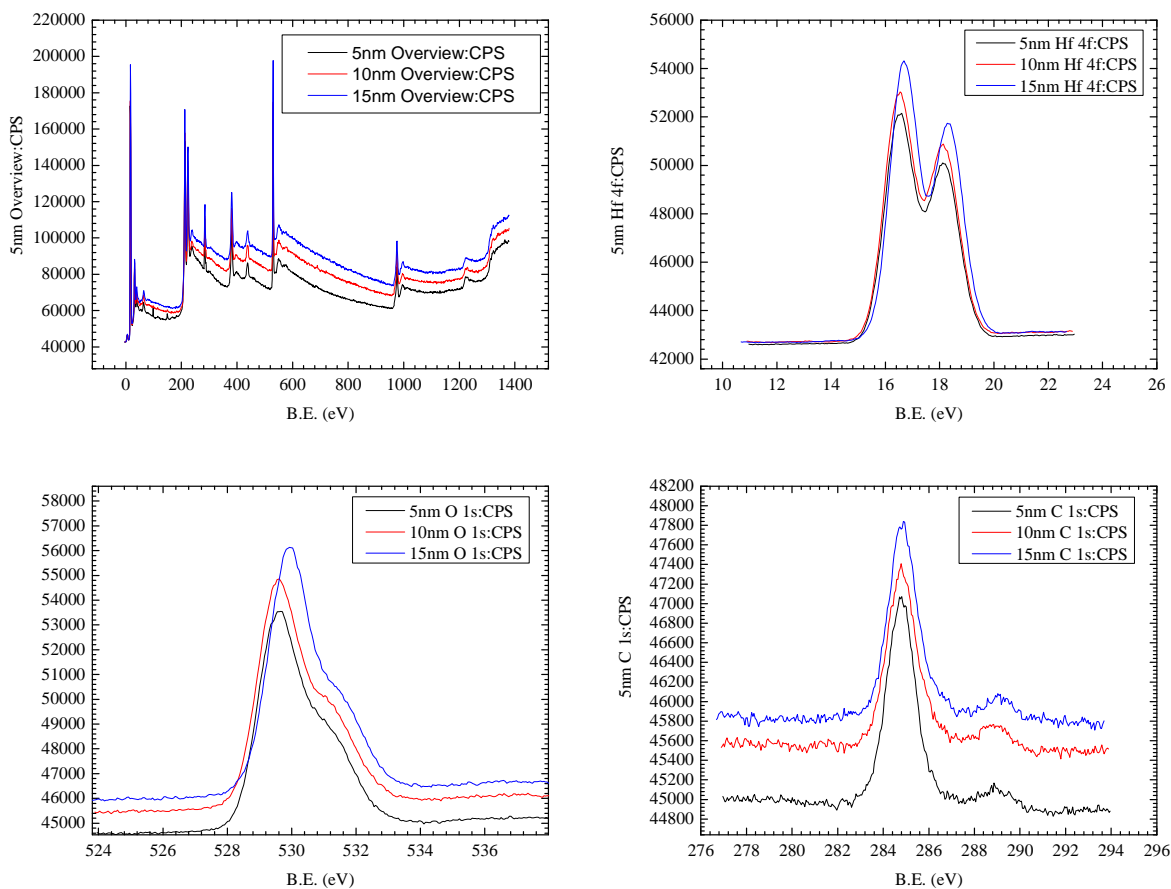 220000
200000
180000
160000
140000
120000
100000
80000
60000
40000
5nm Overview:CPS
5nm Overview:CPS
10nm Overview:CPS
15nm Overview:CPS
0 200 400 600 800 1000 1200 1400
B.E. (eV)
56000
54000
52000
50000
48000
46000
44000
42000
5nm Hf 4f:CPS
5nm Hf 4f:CPS
10nm Hf 4f:CPS
15nm Hf 4f:CPS
10 12 14 16 18 20 22 24 26
B.E. (eV)
58000
57000
56000
55000
54000
53000
52000
51000
50000
49000
48000
47000
46000
45000
5nm O 1s:CPS
10nm O 1s:CPS
15nm O 1s:CPS
524 526 528 530 532 534 536
B.E. (eV)
48200
48000
47800
47600
47400
47200
47000
46800
46600
46400
46200
46000
45800
45600
45400
45200
45000
44800
5nm C 1s:CPS
5nm C 1s:CPS
10nm C 1s:CPS
15nm C 1s:CPS
276 278 280 282 284 286 288 290 292 294 296
B.E. (eV)